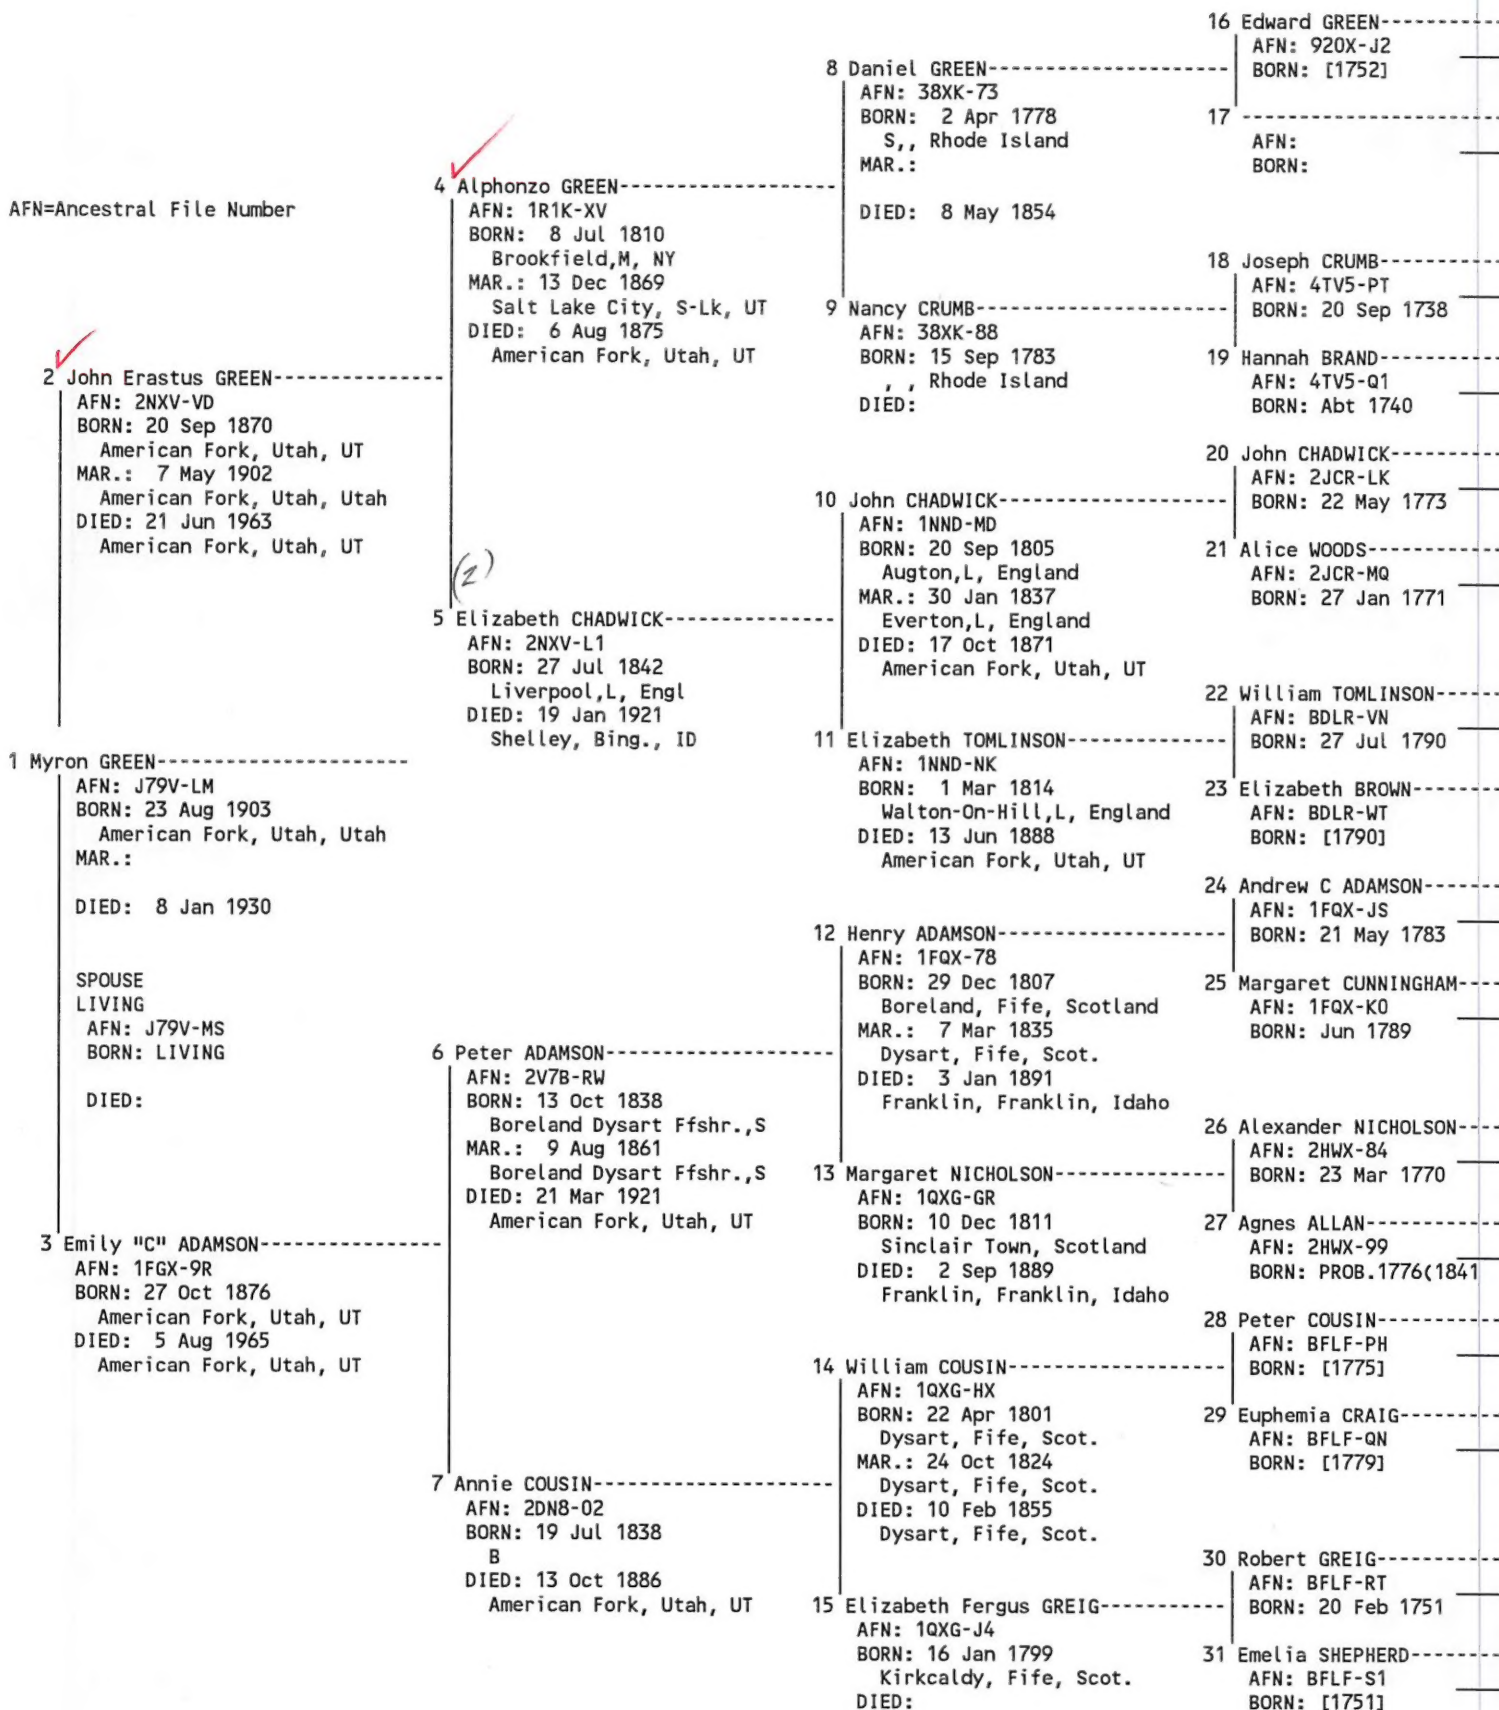 AFN=Ancestral File Number
1 Myron GREEN
AFN: J79V-LM
BORN: 23 Aug 1903
American Fork, Utah, Utah
MAR.:
DIED: 8 Jan 1930
SPOUSE
LIVING
AFN: J79V-MS
BORN: LIVING
DIED:
2 John Erastus GREEN
AFN: 2NXV-VD
BORN: 20 Sep 1870
American Fork, Utah, UT
MAR.: 7 May 1902
American Fork, Utah, Utah
DIED: 21 Jun 1963
American Fork, Utah, UT
3 Emily "C" ADAMSON
AFN: 1FGX-9R
BORN: 27 Oct 1876
American Fork, Utah, UT
DIED: 5 Aug 1965
American Fork, Utah, UT
4 Alphonzo GREEN
AFN: 1R1K-XV
BORN: 8 Jul 1810
Brookfield,M, NY
MAR.: 13 Dec 1869
Salt Lake City, S-Lk, UT
DIED: 6 Aug 1875
American Fork, Utah, UT
(2)
5 Elizabeth CHADWICK
AFN: 2NXV-L1
BORN: 27 Jul 1842
Liverpool,L, Engl
DIED: 19 Jan 1921
Shelley, Bing., ID
6 Peter ADAMSON
AFN: 2V7B-RW
BORN: 13 Oct 1838
Boreland Dysart Ffshr.,S
MAR.: 9 Aug 1861
Boreland Dysart Ffshr.,S
DIED: 21 Mar 1921
American Fork, Utah, UT
7 Annie COUSIN
AFN: 2DN8-02
BORN: 19 Jul 1838
B
DIED: 13 Oct 1886
American Fork, Utah, UT
8 Daniel GREEN
AFN: 38XK-73
BORN: 2 Apr 1778
S,, Rhode Island
MAR.:
DIED: 8 May 1854
9 Nancy CRUMB
AFN: 38XK-88
BORN: 15 Sep 1783
, , Rhode Island
DIED:
10 John CHADWICK
AFN: 1NND-MD
BORN: 20 Sep 1805
Augton,L, England
MAR.: 30 Jan 1837
Everton,L, England
DIED: 17 Oct 1871
American Fork, Utah, UT
11 Elizabeth TOMLINSON
AFN: 1NND-NK
BORN: 1 Mar 1814
Walton-On-Hill,L, England
DIED: 13 Jun 1888
American Fork, Utah, UT
12 Henry ADAMSON
AFN: 1FQX-78
BORN: 29 Dec 1807
Boreland, Fife, Scotland
MAR.: 7 Mar 1835
Dysart, Fife, Scot.
DIED: 3 Jan 1891
Franklin, Franklin, Idaho
13 Margaret NICHOLSON
AFN: 1QXG-GR
BORN: 10 Dec 1811
Sinclair Town, Scotland
DIED: 2 Sep 1889
Franklin, Franklin, Idaho
14 William COUSIN
AFN: 1QXG-HX
BORN: 22 Apr 1801
Dysart, Fife, Scot.
MAR.: 24 Oct 1824
Dysart, Fife, Scot.
DIED: 10 Feb 1855
Dysart, Fife, Scot.
15 Elizabeth Fergus GREIG
AFN: 1QXG-J4
BORN: 16 Jan 1799
Kirkcaldy, Fife, Scot.
DIED:
16 Edward GREEN
AFN: 920X-J2
BORN: [1752]
17
AFN:
BORN:
18 Joseph CRUMB
AFN: 4TV5-PT
BORN: 20 Sep 1738
19 Hannah BRAND
AFN: 4TV5-Q1
BORN: Abt 1740
20 John CHADWICK
AFN: 2JCR-LK
BORN: 22 May 1773
21 Alice WOODS
AFN: 2JCR-MQ
BORN: 27 Jan 1771
22 William TOMLINSON
AFN: BDLR-VN
BORN: 27 Jul 1790
23 Elizabeth BROWN
AFN: BDLR-WT
BORN: [1790]
24 Andrew C ADAMSON
AFN: 1FQX-JS
BORN: 21 May 1783
25 Margaret CUNNINGHAM
AFN: 1FQX-K0
BORN: Jun 1789
26 Alexander NICHOLSON
AFN: 2HWX-84
BORN: 23 Mar 1770
27 Agnes ALLAN
AFN: 2HWX-99
BORN: PROB.1776(1841
28 Peter COUSIN
AFN: BFLF-PH
BORN: [1775]
29 Euphemia CRAIG
AFN: BFLF-QN
BORN: [1779]
30 Robert GREIG
AFN: BFLF-RT
BORN: 20 Feb 1751
31 Emelia SHEPHERD
AFN: BFLF-S1
BORN: [1751]